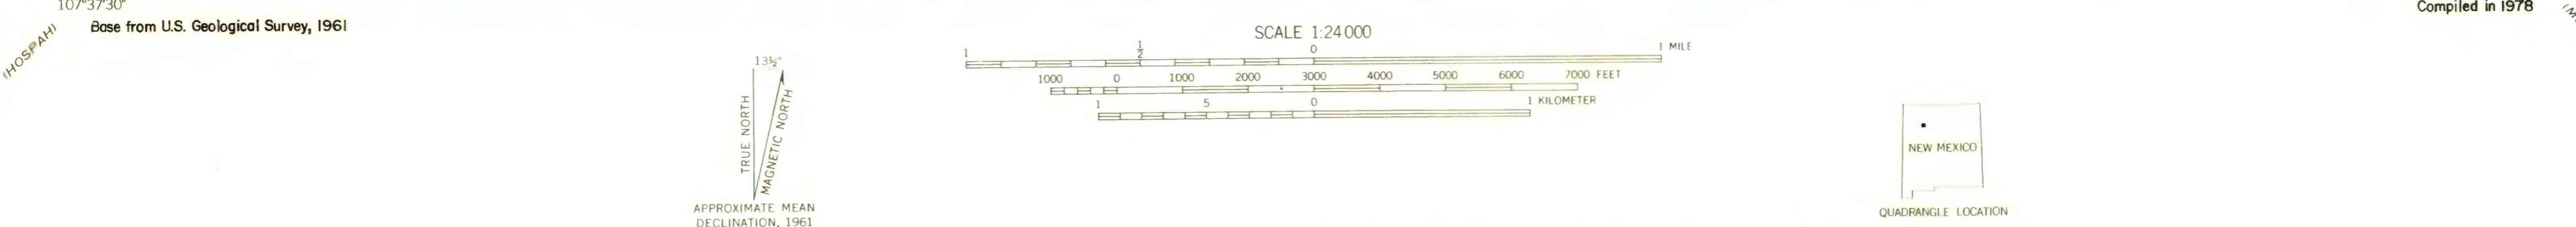 107°37'30"
Base from U.S. Geological Survey, 1961
(HOSPAH)
Compiled in 1978
SCALE 1:24 000
1 ½ 0 1 MILE
1000 0 1000 2000 3000 4000 5000 6000 7000 FEET
1 5 0 1 KILOMETER
13½°
TRUE NORTH
MAGNETIC NORTH
APPROXIMATE MEAN
DECLINATION, 1961
NEW MEXICO
QUADRANGLE LOCATION